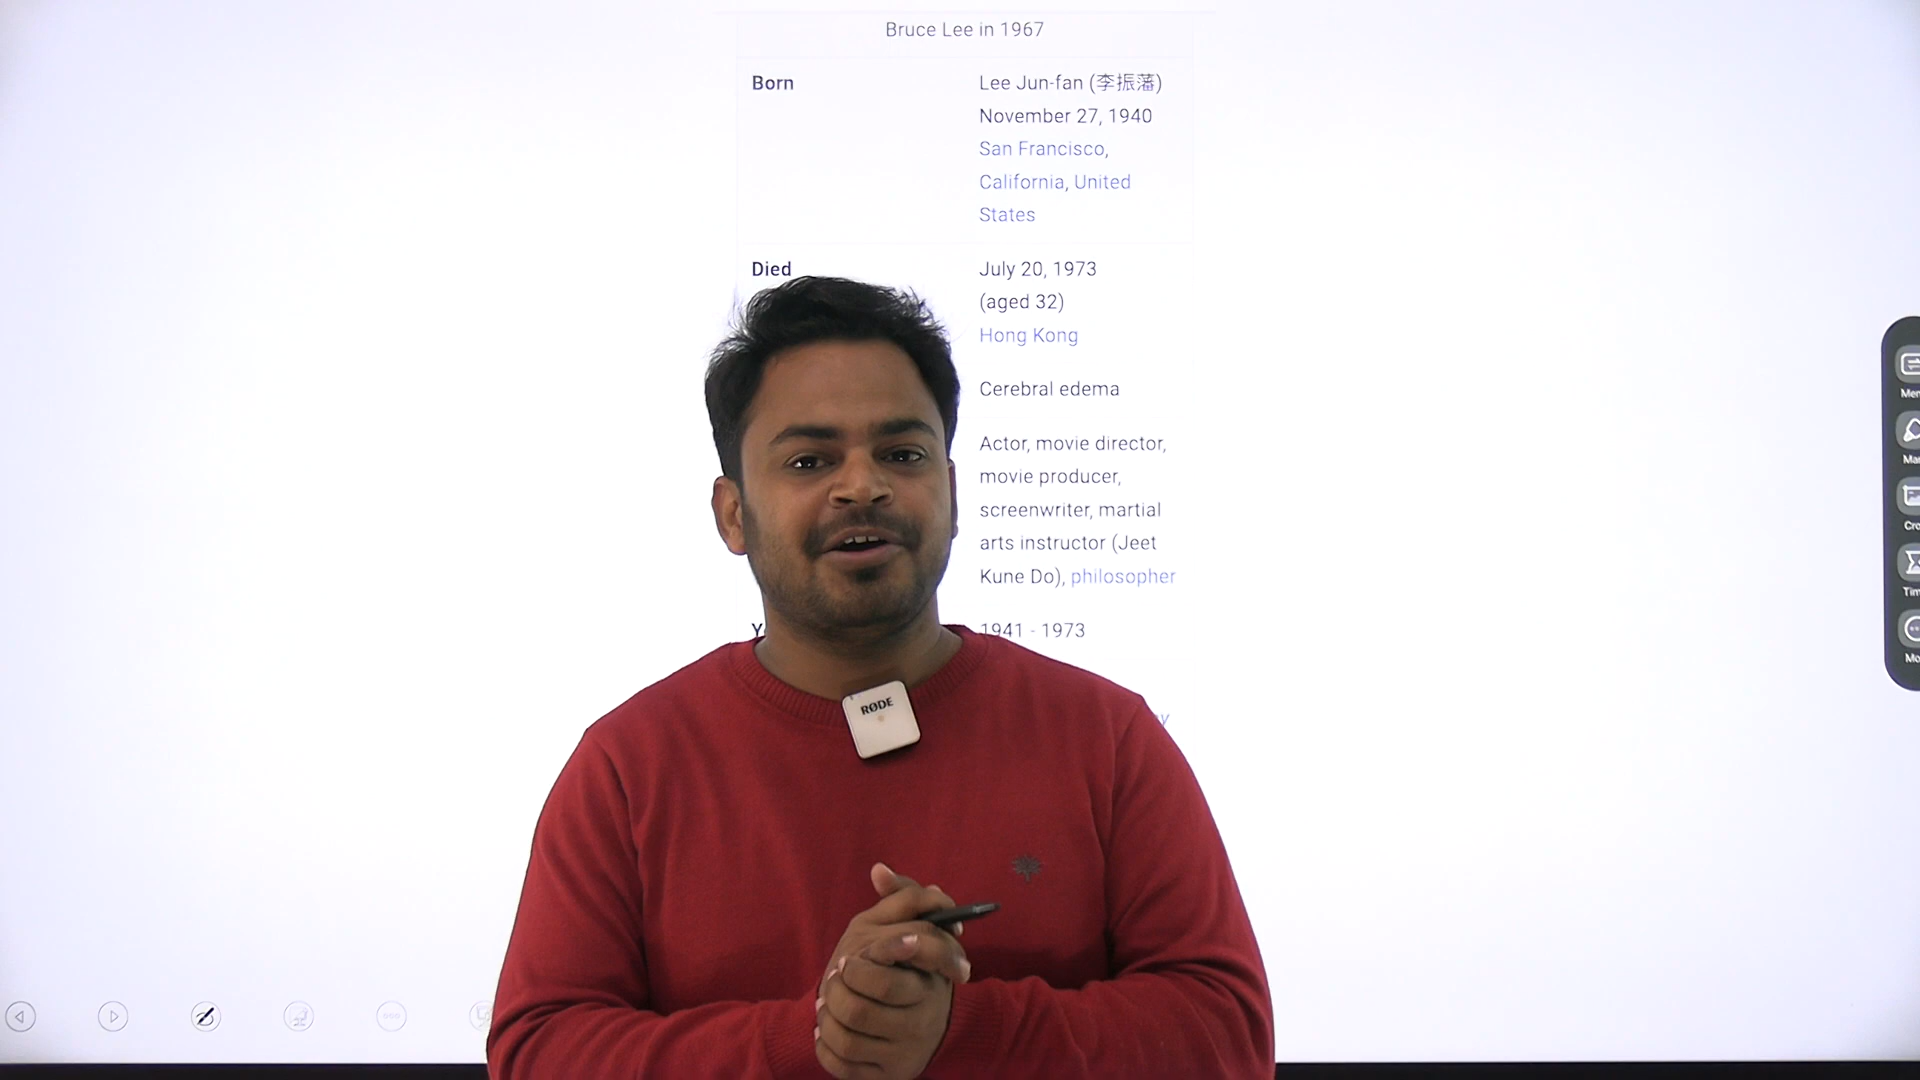 Bruce Lee in 1967
Born
Lee Jun-fan (李振藩)
November 27, 1940
San Francisco,
California, United
States
Died
July 20, 1973
(aged 32)
Hong Kong
Cerebral edema
Actor, movie director,
movie producer,
screenwriter, martial
arts instructor (Jeet
Kune Do), philosopher
1941 - 1973
RØDE